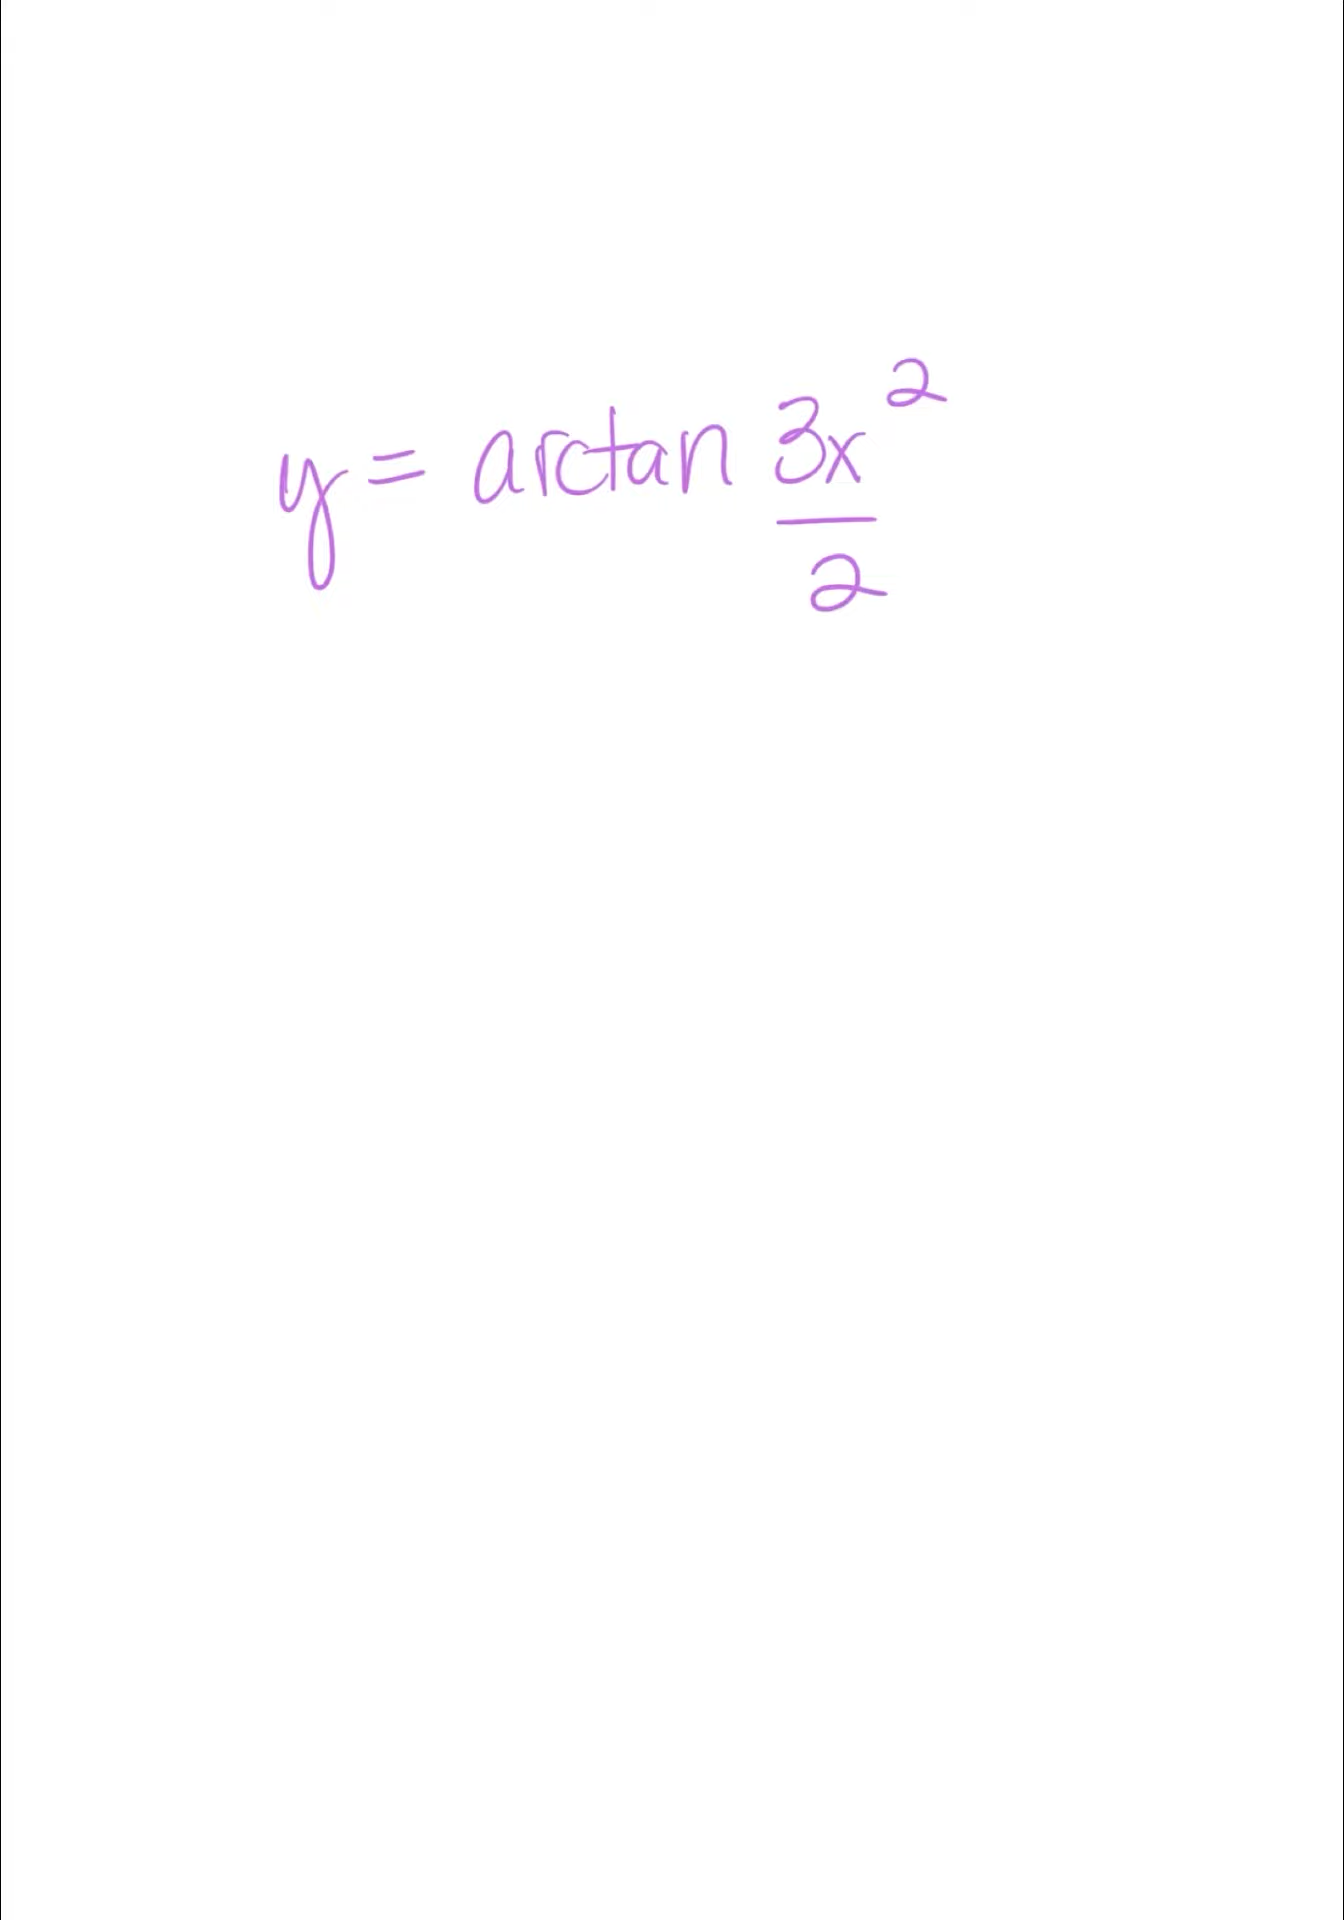 y = arctan 3x²/2